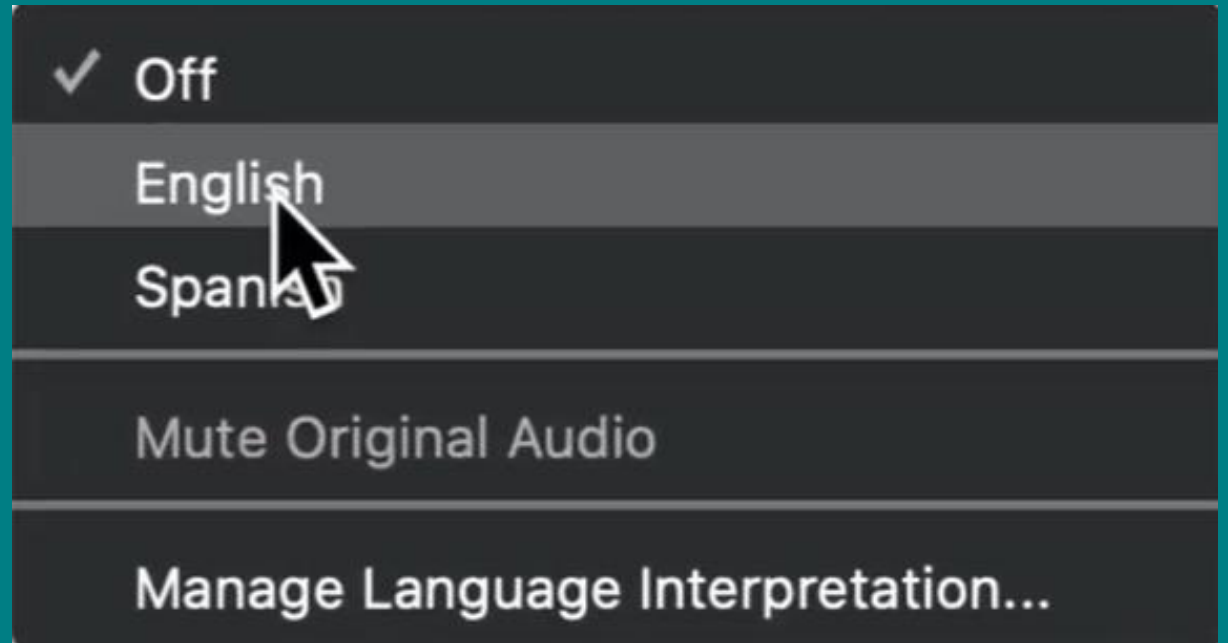 Off
English
Spanish
Mute Original Audio
Manage Language Interpretation...